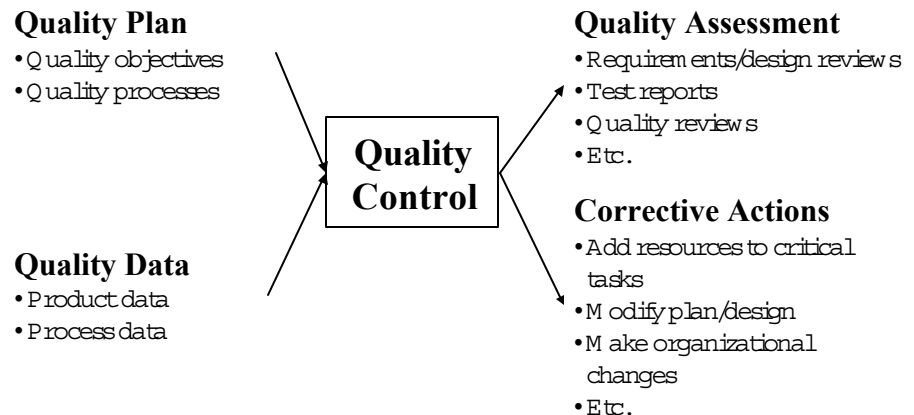 Quality Plan
•Quality objectives
•Quality processes
Quality Data
•Product data
•Process data
Quality
Control
Quality Assessment
•Requirements/design reviews
•Test reports
•Quality reviews
•Etc.
Corrective Actions
•Add resources to critical
tasks
•Modify plan/design
•Make organizational
changes
•Etc.